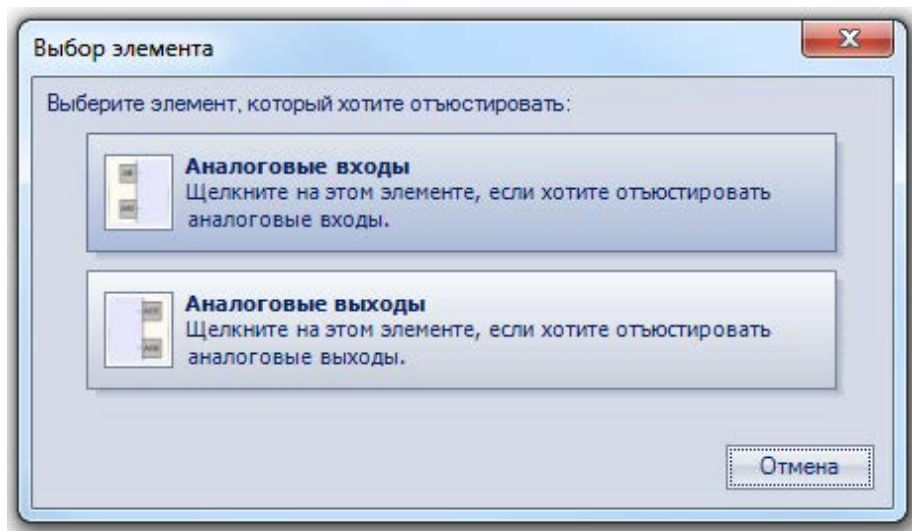 Выбор элемента
Выберите элемент, который хотите отъюстировать:
Аналоговые входы
Щелкните на этом элементе, если хотите отъюстировать
аналоговые входы.
Аналоговые выходы
Щелкните на этом элементе, если хотите отъюстировать
аналоговые выходы.
Отмена